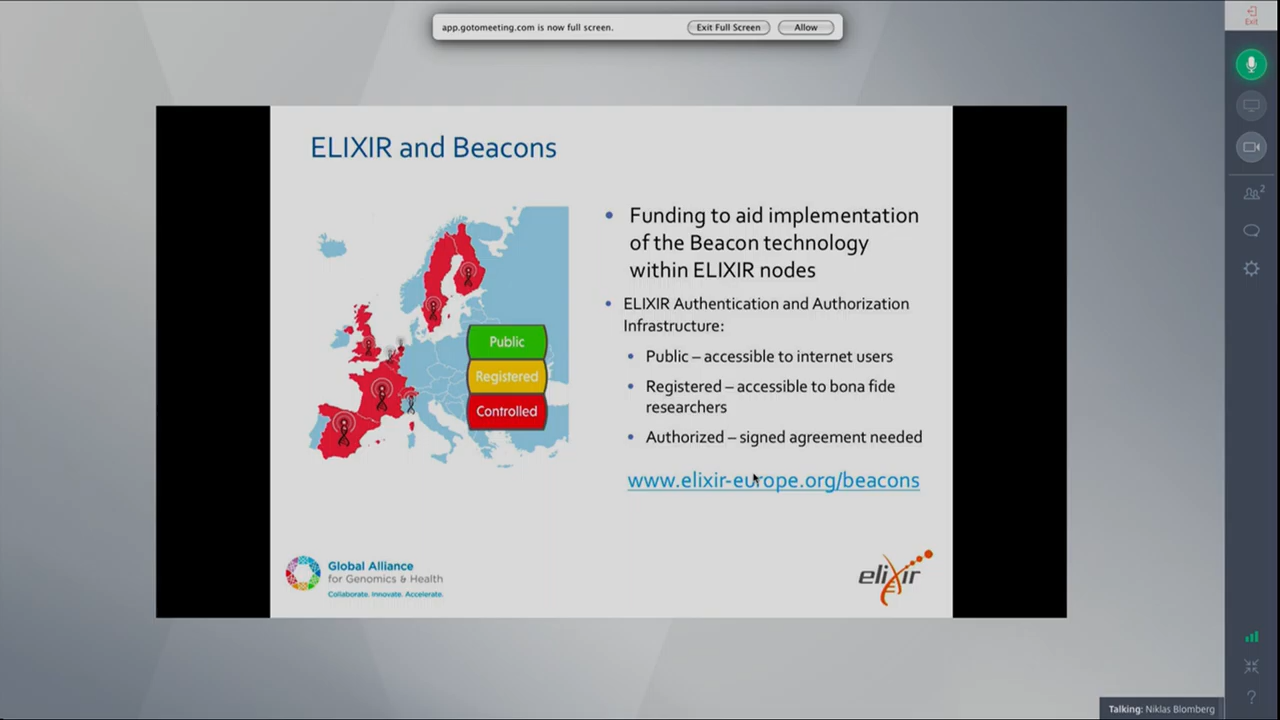 app.gotomeeting.com is now full screen.
Exit Full Screen
Allow
Exit
2
ELIXIR and Beacons
Public
Registered
Controlled
• Funding to aid implementation
of the Beacon technology
within ELIXIR nodes
• ELIXIR Authentication and Authorization
Infrastructure:
• Public – accessible to internet users
• Registered – accessible to bona fide
researchers
• Authorized – signed agreement needed
www.elixir-europe.org/beacons
Global Alliance
for Genomics & Health
Collaborate. Innovate. Accelerate.
elixir
?
Talking: Niklas Blomberg